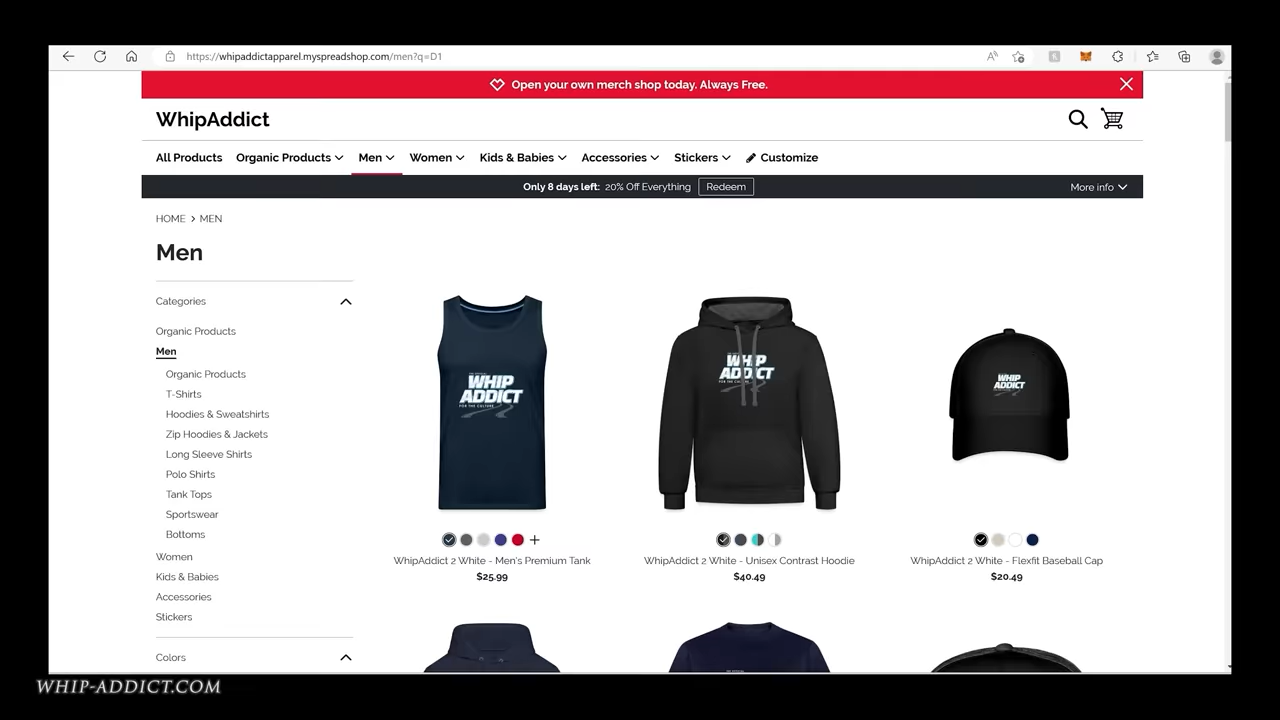 https://whipaddictapparel.myspreadshop.com/men?q=D1
Open your own merch shop today. Always Free.
WhipAddict
All Products Organic Products Men Women Kids & Babies Accessories Stickers Customize
Only 8 days left: 20% Off Everything Redeem More info
HOME > MEN
Men
Categories
Organic Products
Men
Organic Products
T-Shirts
Hoodies & Sweatshirts
Zip Hoodies & Jackets
Long Sleeve Shirts
Polo Shirts
Tank Tops
Sportswear
Bottoms
Women
Kids & Babies
Accessories
Stickers
Colors
WHIP
ADDICT
FOR THE CULTURE
WhipAddict 2 White - Men's Premium Tank
$25.99
WHIP
ADDICT
WhipAddict 2 White - Unisex Contrast Hoodie
$40.49
WHIP
ADDICT
WhipAddict 2 White - Flexfit Baseball Cap
$20.49
WHIP-ADDICT.COM